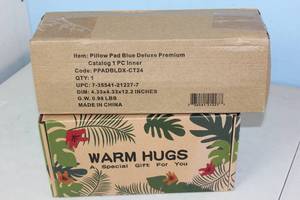 Item: Pillow Pad Blue Deluxe Premium
Catalog 1 PC Inner
Code: PPADBLDX-CT24
QTY: 1
UPC: 7-35541-21227-7
DIM: 4.33x4.33x12.2 INCHES
G.W. 0.98 LBS
MADE IN CHINA
WARM HUGS
A Special Gift For You